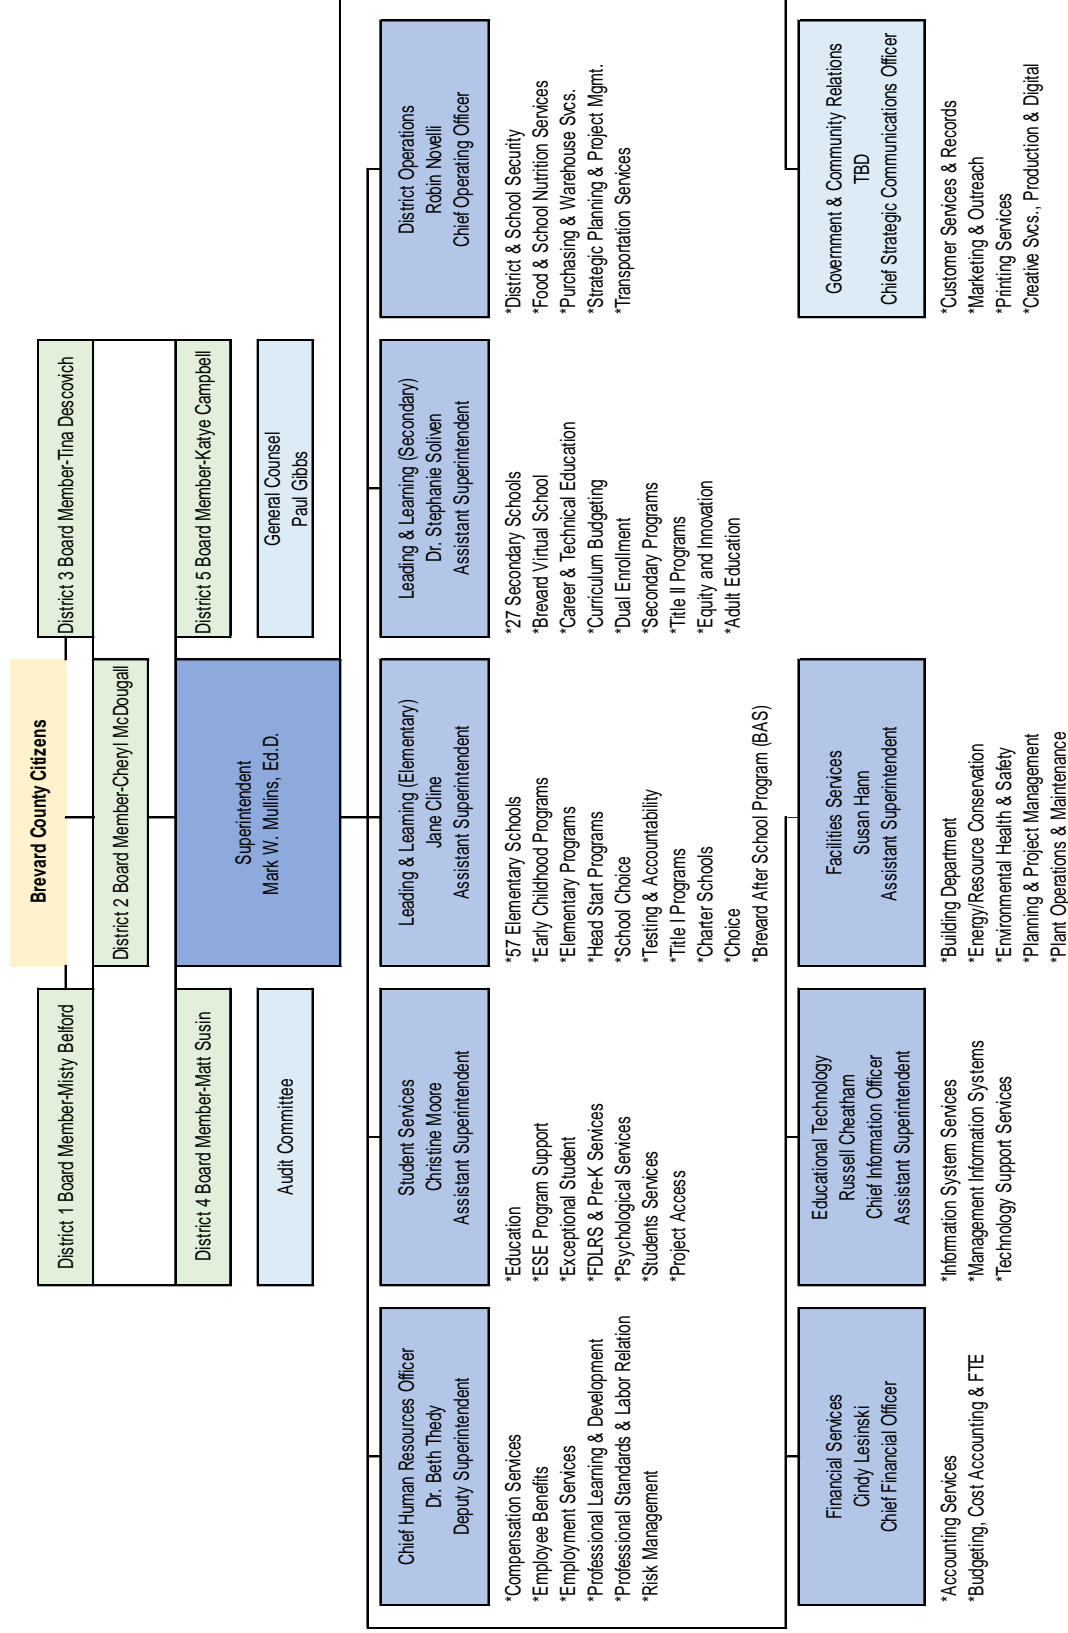 Brevard County Citizens
District 1 Board Member-Misty Belford
District 3 Board Member-Tina Descovich
District 2 Board Member-Cheryl McDougall
District 4 Board Member-Matt Susin
District 5 Board Member-Katye Campbell
Superintendent
Mark W. Mullins, Ed.D.
Audit Committee
General Counsel
Paul Gibbs
Chief Human Resources Officer
Dr. Beth Thedy
Deputy Superintendent
*Compensation Services
*Employee Benefits
*Employment Services
*Professional Learning & Development
*Professional Standards & Labor Relation
*Risk Management
Student Services
Christine Moore
Assistant Superintendent
*Education
*ESE Program Support
*Exceptional Student
*FDLRS & Pre-K Services
*Psychological Services
*Students Services
*Project Access
Leading & Learning (Elementary)
Jane Cline
Assistant Superintendent
*57 Elementary Schools
*Early Childhood Programs
*Elementary Programs
*Head Start Programs
*School Choice
*Testing & Accountability
*Title I Programs
*Charter Schools
*Choice
*Brevard After School Program (BAS)
Leading & Learning (Secondary)
Dr. Stephanie Soliven
Assistant Superintendent
*27 Secondary Schools
*Brevard Virtual School
*Career & Technical Education
*Curriculum Budgeting
*Dual Enrollment
*Secondary Programs
*Title II Programs
*Equity and Innovation
*Adult Education
District Operations
Robin Novelli
Chief Operating Officer
*District & School Security
*Food & School Nutrition Services
*Purchasing & Warehouse Svcs.
*Strategic Planning & Project Mgmt.
*Transportation Services
Financial Services
Cindy Lesinski
Chief Financial Officer
*Accounting Services
*Budgeting, Cost Accounting & FTE
Educational Technology
Russell Cheatham
Chief Information Officer
Assistant Superintendent
*Information System Services
*Management Information Systems
*Technology Support Services
Facilities Services
Susan Hann
Assistant Superintendent
*Building Department
*Energy/Resource Conservation
*Environmental Health & Safety
*Planning & Project Management
*Plant Operations & Maintenance
Government & Community Relations
TBD
Chief Strategic Communications Officer
*Customer Services & Records
*Marketing & Outreach
*Printing Services
*Creative Svcs., Production & Digital